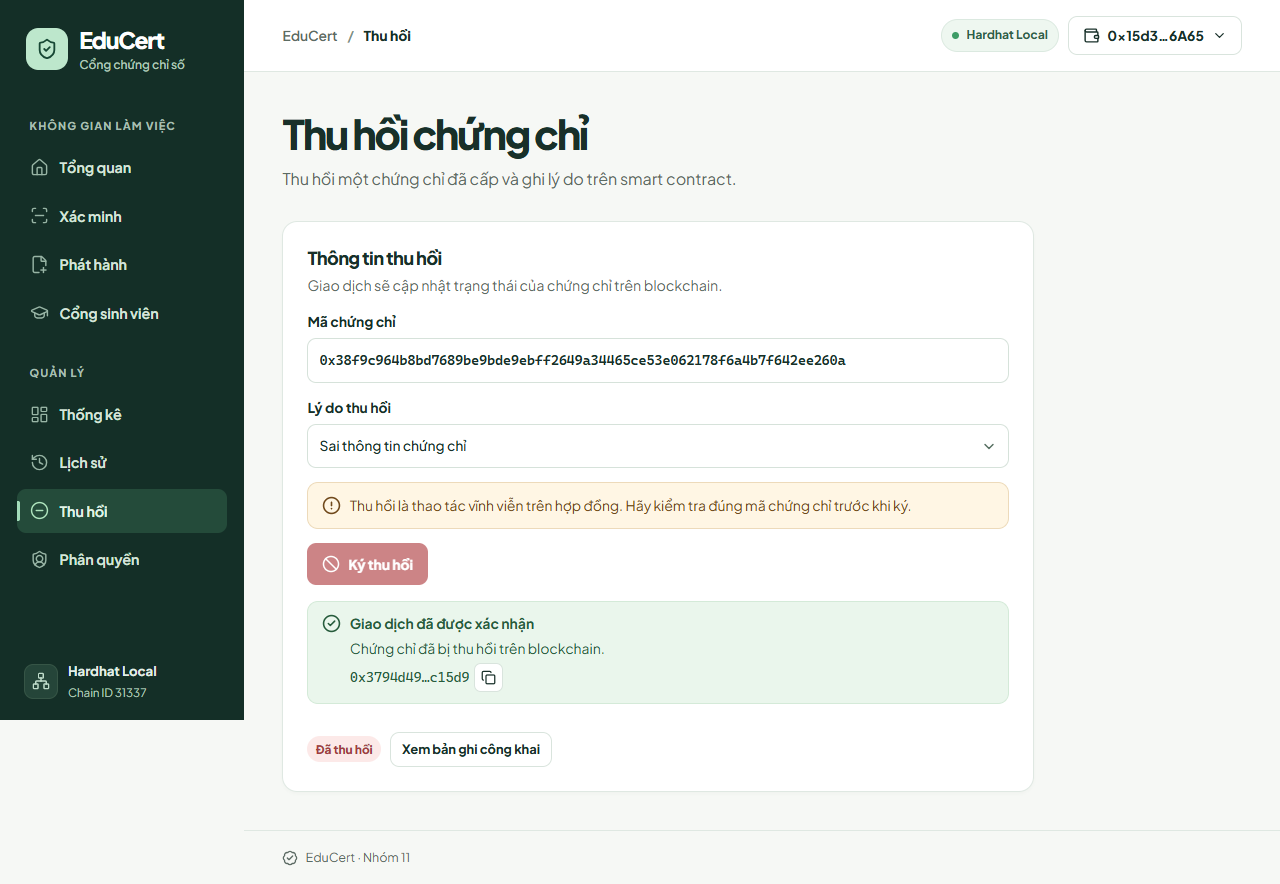 EduCert
Cổng chứng chỉ số
KHÔNG GIAN LÀM VIỆC
Tổng quan
Xác minh
Phát hành
Cổng sinh viên
QUẢN LÝ
Thống kê
Lịch sử
Thu hồi
Phân quyền
Hardhat Local
Chain ID 31337
EduCert / Thu hồi
Hardhat Local
0×15d3…6A65
Thu hồi chứng chỉ
Thu hồi một chứng chỉ đã cấp và ghi lý do trên smart contract.
Thông tin thu hồi
Giao dịch sẽ cập nhật trạng thái của chứng chỉ trên blockchain.
Mã chứng chỉ
0x38f9c964b8bd7689be9bde9ebff2649a34465ce53e062178f6a4b7f642ee260a
Lý do thu hồi
Sai thông tin chứng chỉ
Thu hồi là thao tác vĩnh viễn trên hợp đồng. Hãy kiểm tra đúng mã chứng chỉ trước khi ký.
Ký thu hồi
Giao dịch đã được xác nhận
Chứng chỉ đã bị thu hồi trên blockchain.
0x3794d49…c15d9
Đã thu hồi
Xem bản ghi công khai
EduCert · Nhóm 11